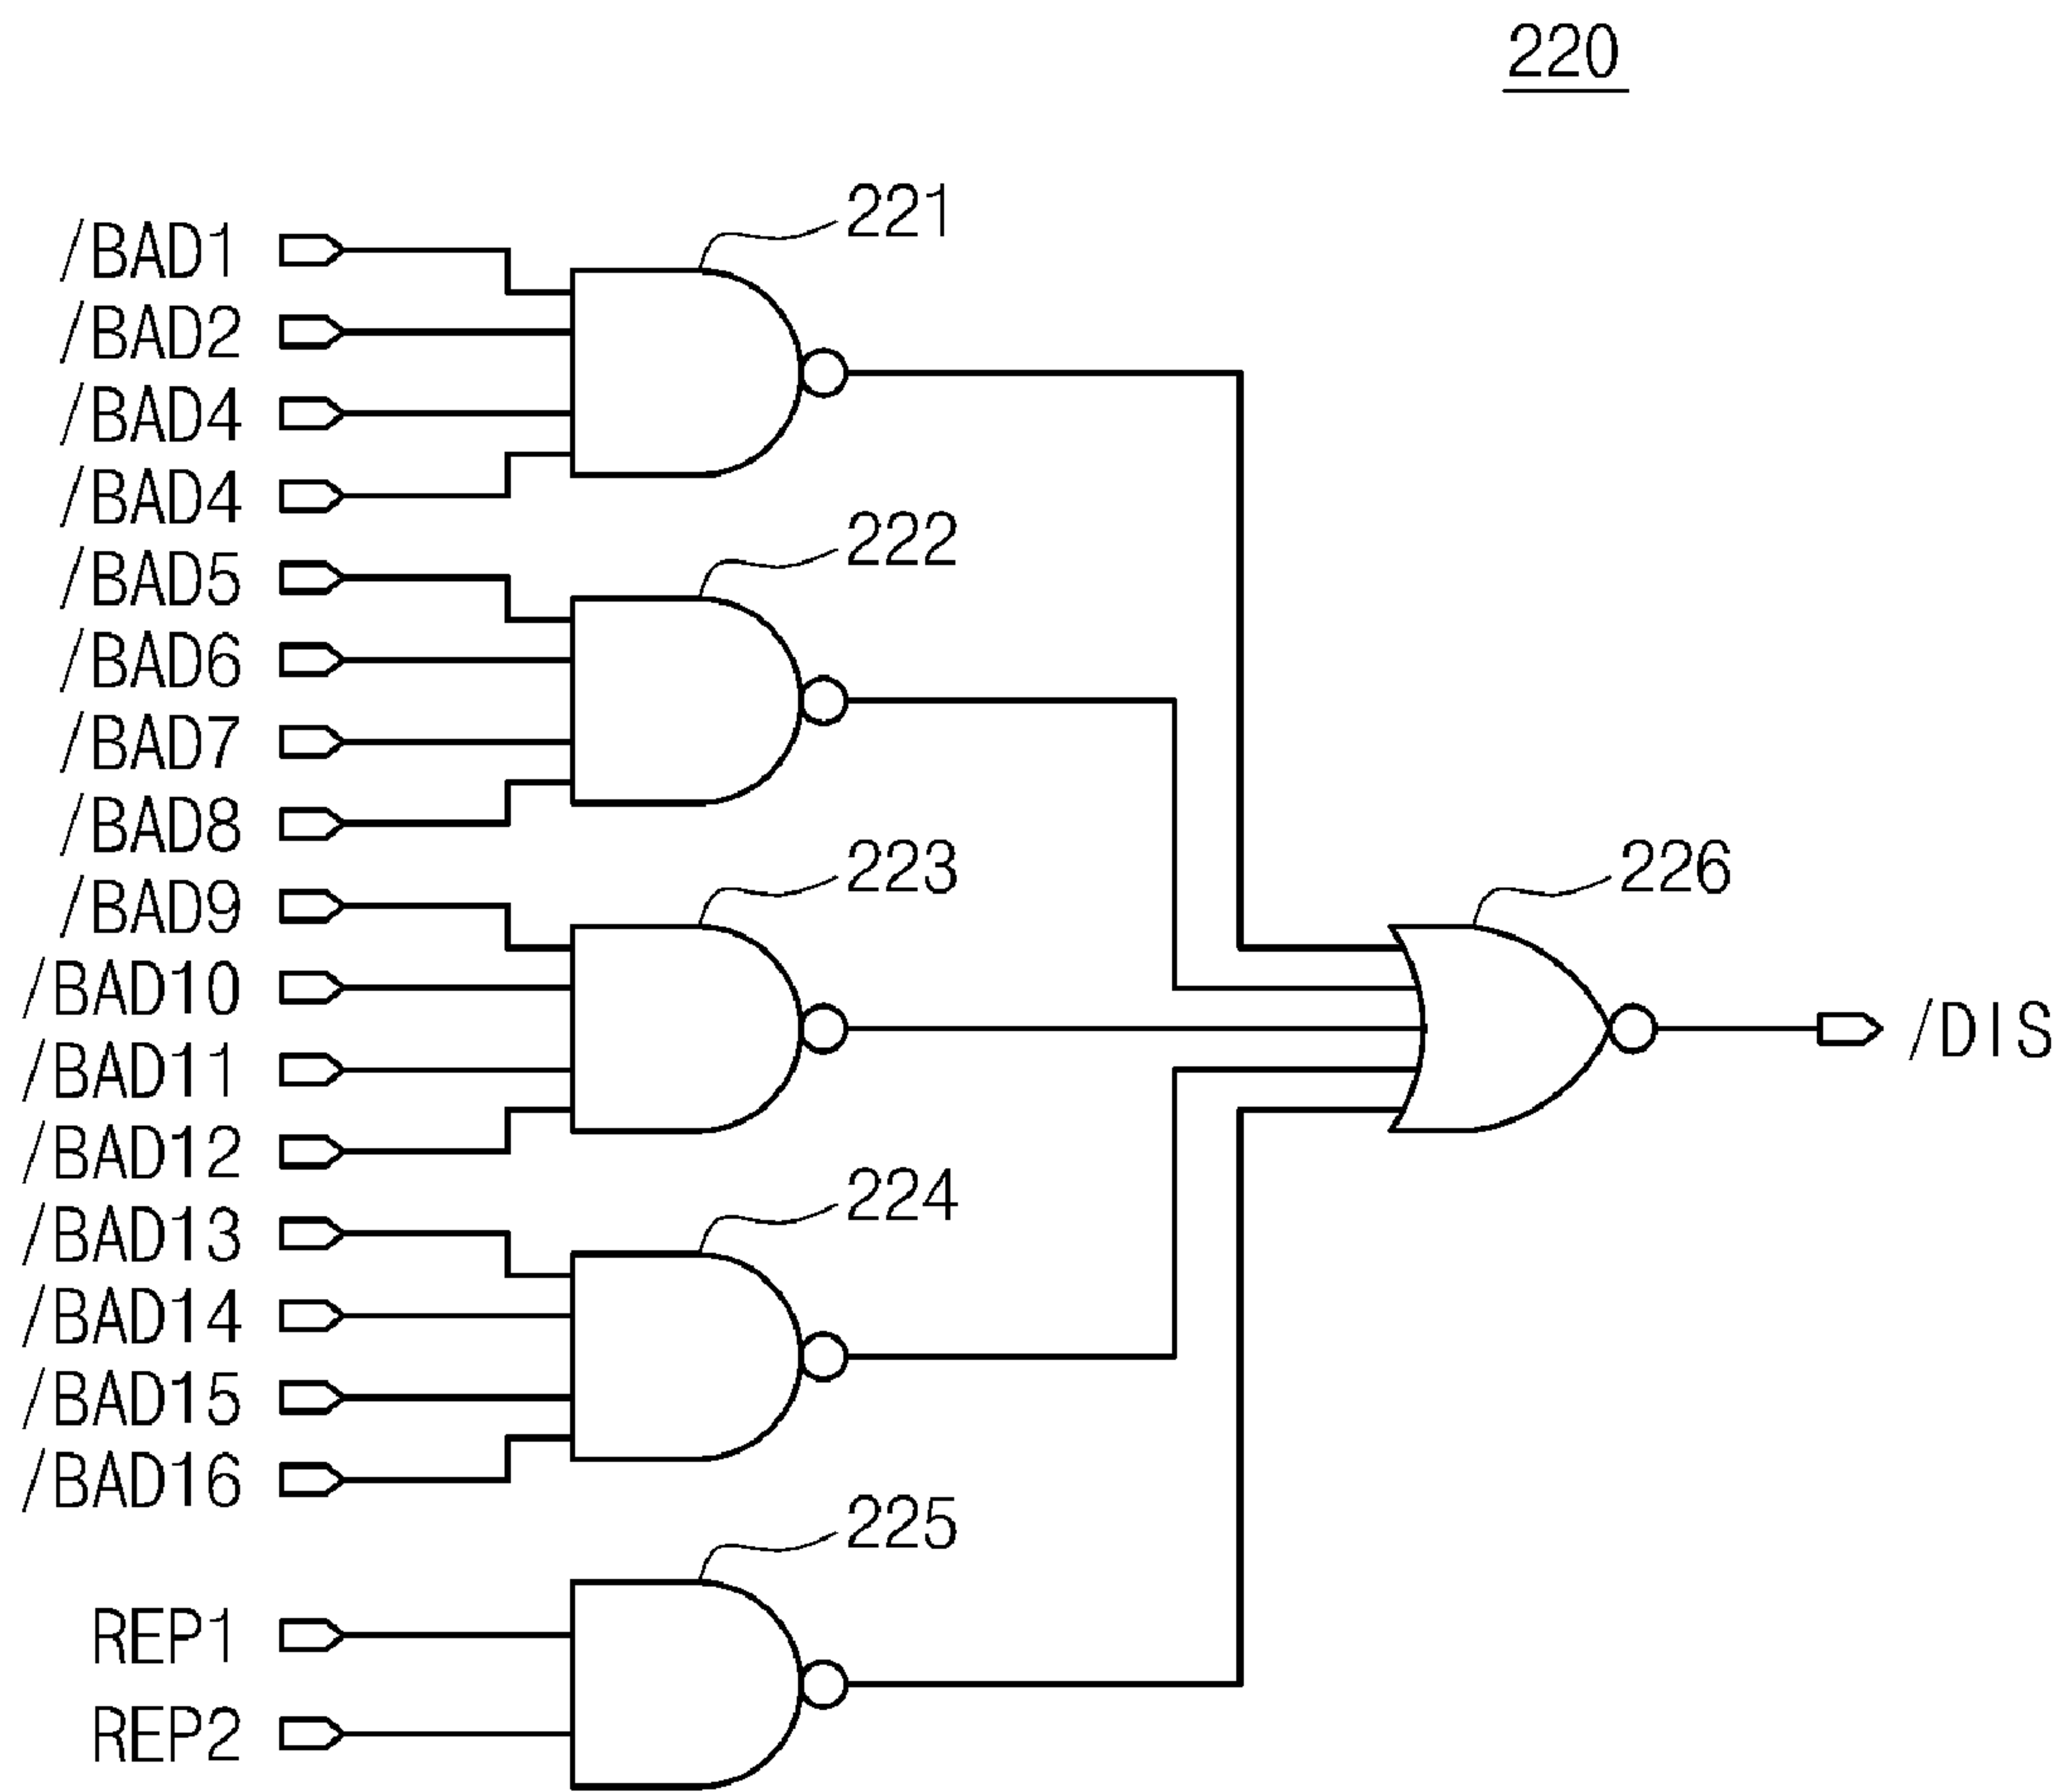 220
221
/BAD1
/BAD2
/BAD4
/BAD4
222
/BAD5
/BAD6
/BAD7
/BAD8
223
226
/BAD9
/BAD10
/DIS
/BAD11
/BAD12
224
/BAD13
/BAD14
/BAD15
/BAD16
225
REP1
REP2